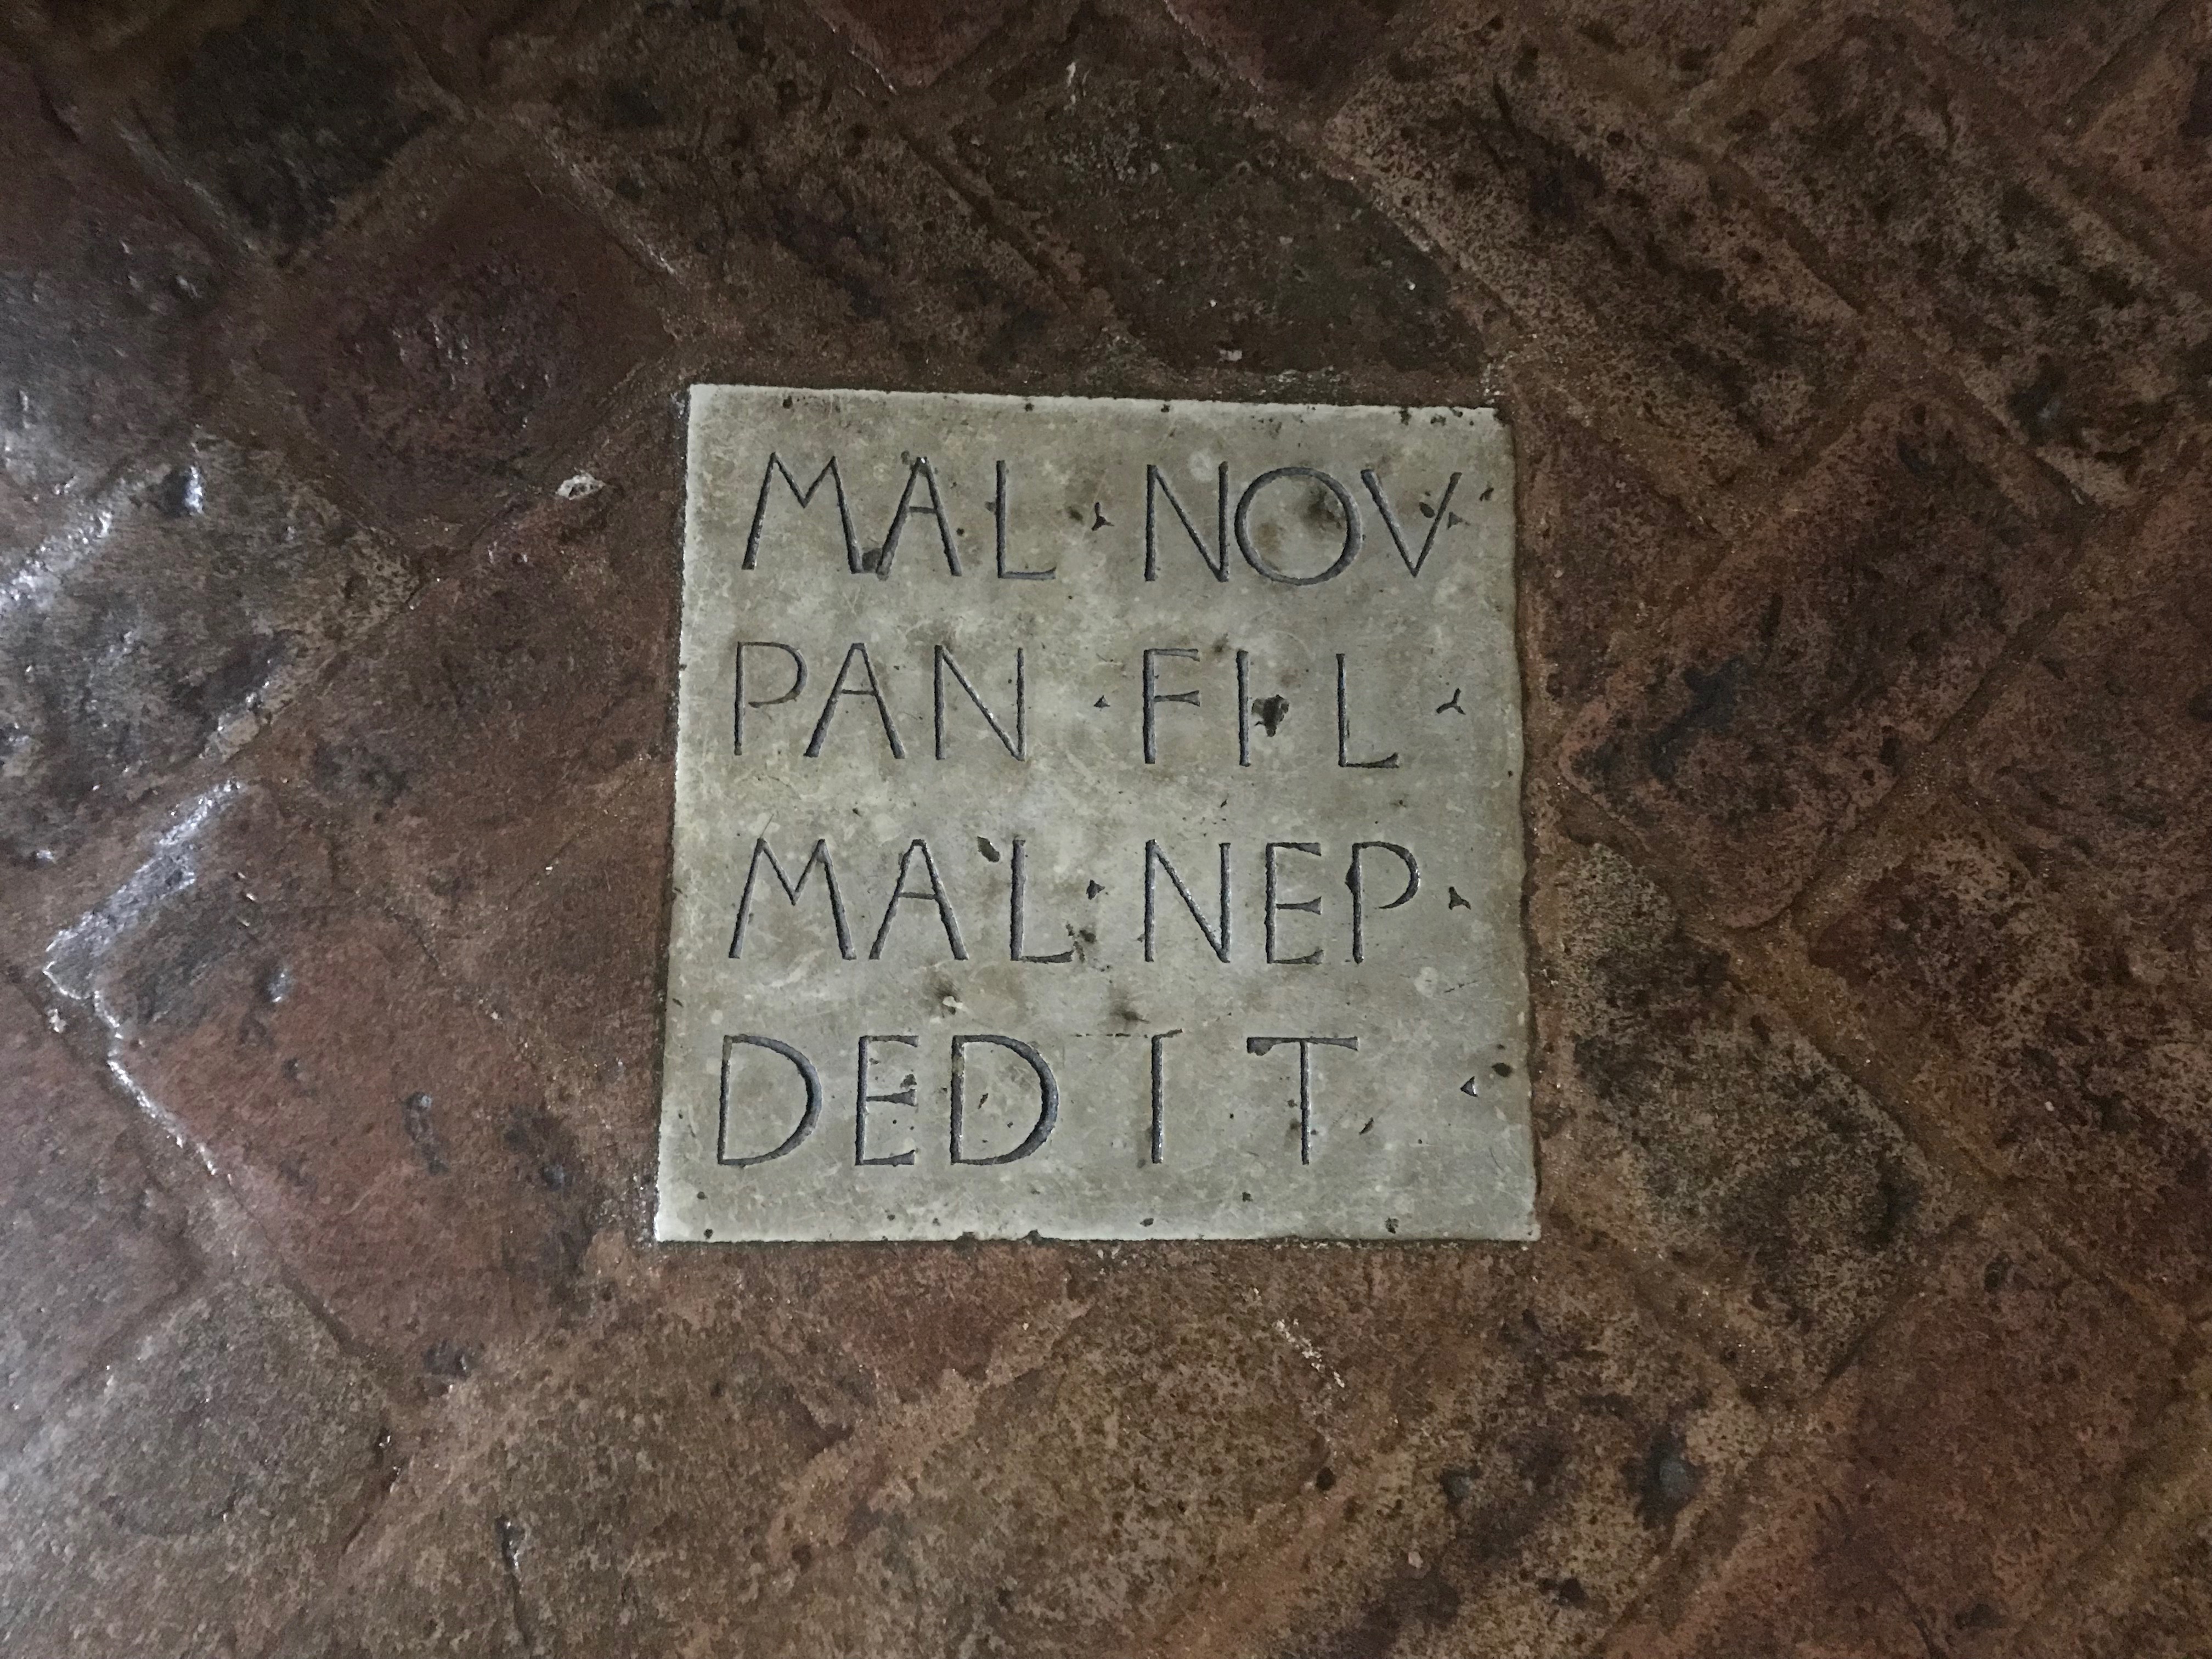 MAL · NOV
PAN · FIL ·
MAL · NEP ·
DEDIT ·